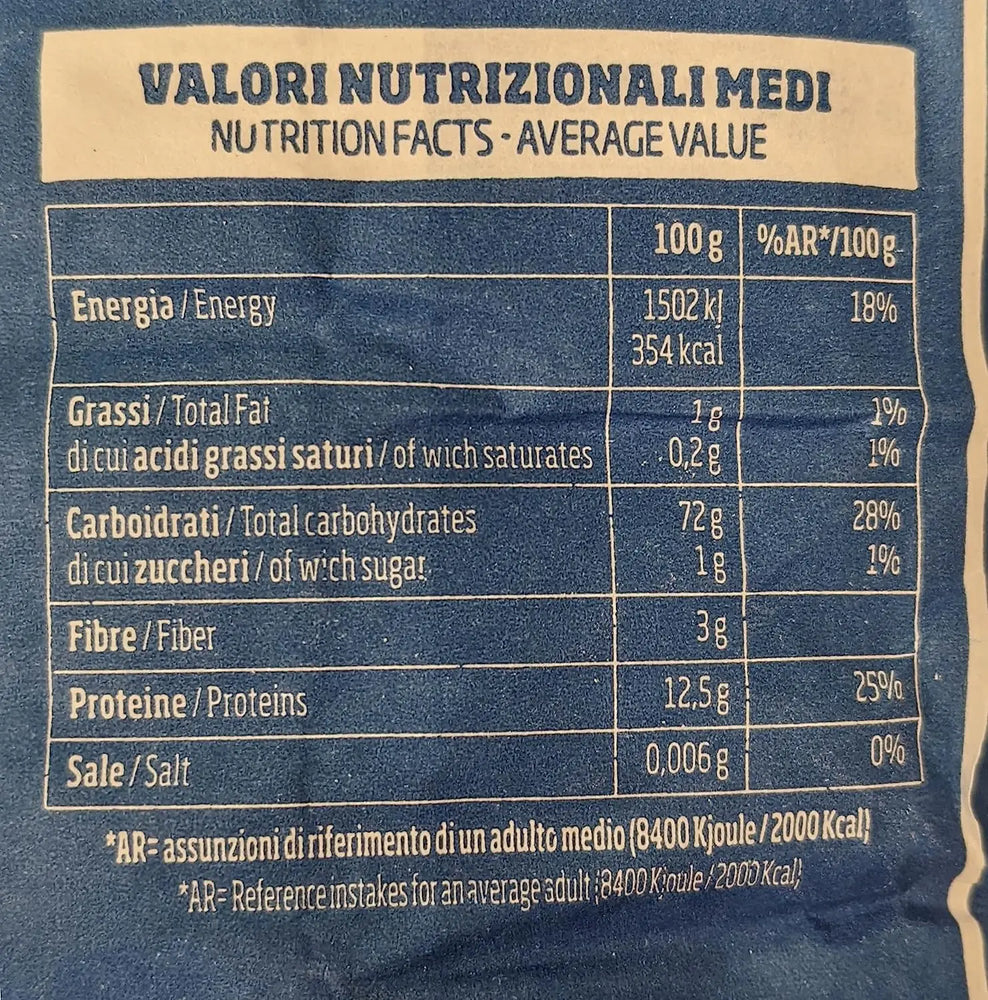 VALORI NUTRIZIONALI MEDI
NUTRITION FACTS - AVERAGE VALUE
100 g %AR*/100 g
Energia / Energy 1502 kJ 18%
354 kcal
Grassi / Total Fat 1 g 1%
di cui acidi grassi saturi / of wich saturates 0,2 g 1%
Carboidrati / Total carbohydrates 72 g 28%
di cui zuccheri / of wich sugar 1 g 1%
Fibre / Fiber 3 g
Proteine / Proteins 12,5 g 25%
Sale / Salt 0,006 g 0%
*AR= assunzioni di riferimento di un adulto medio (8400 Kjoule / 2000 Kcal)
*AR= Reference instakes for an average adult (8400 Kjoule / 2000 Kcal)